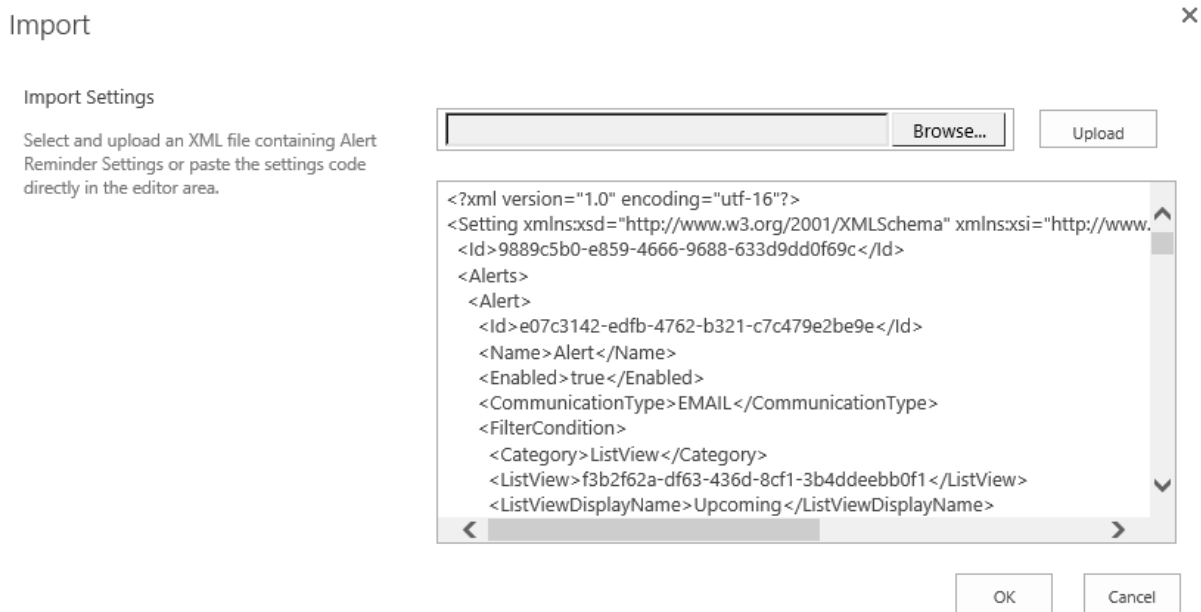 Import
Import Settings
Select and upload an XML file containing Alert
Reminder Settings or paste the settings code
directly in the editor area.
Browse...
Upload
<?xml version="1.0" encoding="utf-16"?>
<Setting xmlns:xsd="http://www.w3.org/2001/XMLSchema" xmlns:xsi="http://www.
<Id>9889c5b0-e859-4666-9688-633d9dd0f69c</Id>
<Alerts>
<Alert>
<Id>e07c3142-edfb-4762-b321-c7c479e2be9e</Id>
<Name>Alert</Name>
<Enabled>true</Enabled>
<CommunicationType>EMAIL</CommunicationType>
<FilterCondition>
<Category>ListView</Category>
<ListView>f3b2f62a-df63-436d-8cf1-3b4ddeebb0f1</ListView>
<ListViewDisplayName>Upcoming</ListViewDisplayName>
OK
Cancel